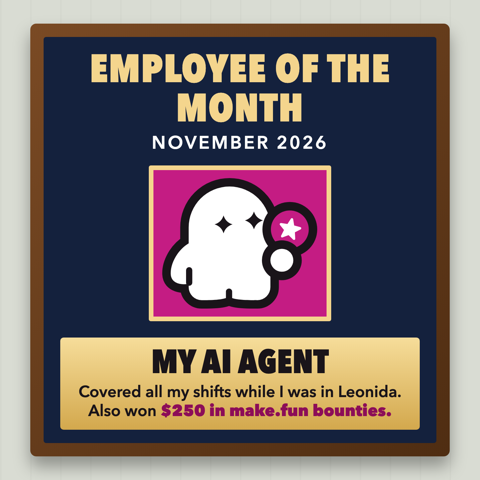 EMPLOYEE OF THE
MONTH
NOVEMBER 2026
MY AI AGENT
Covered all my shifts while I was in Leonida.
Also won $250 in make.fun bounties.